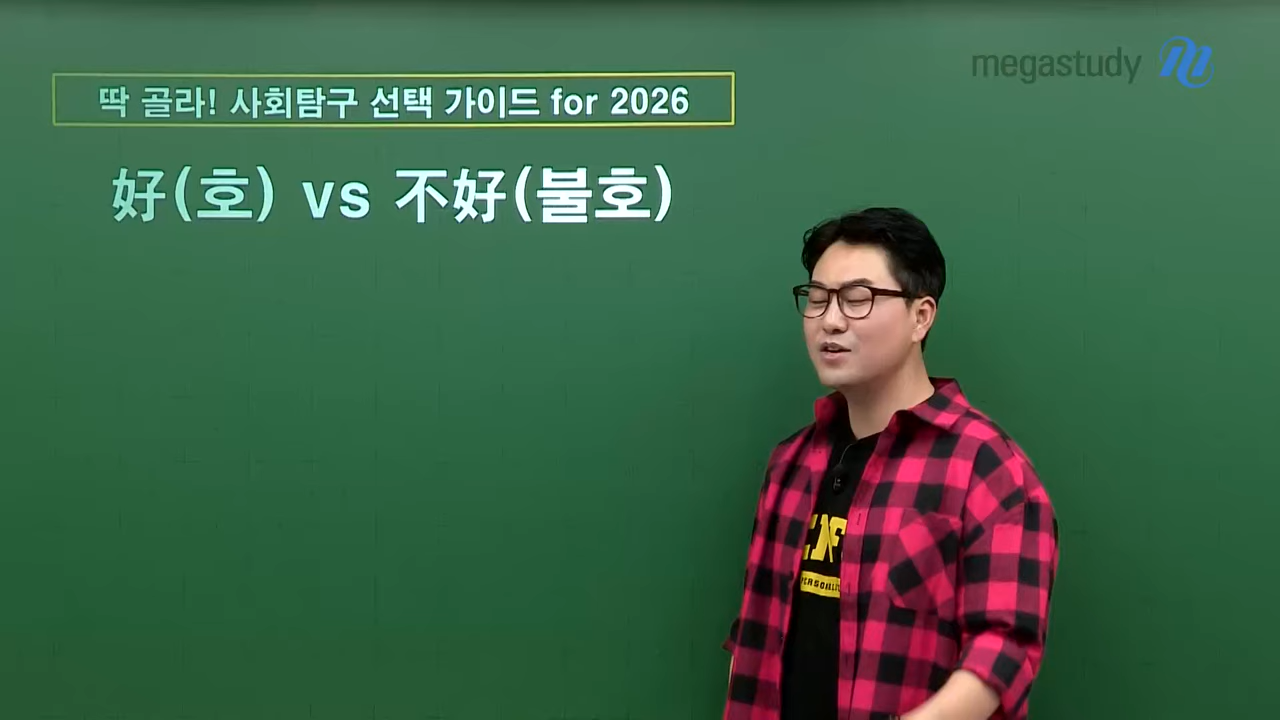 megastudy
딱 골라! 사회탐구 선택 가이드 for 2026
好(호) vs 不好(불호)